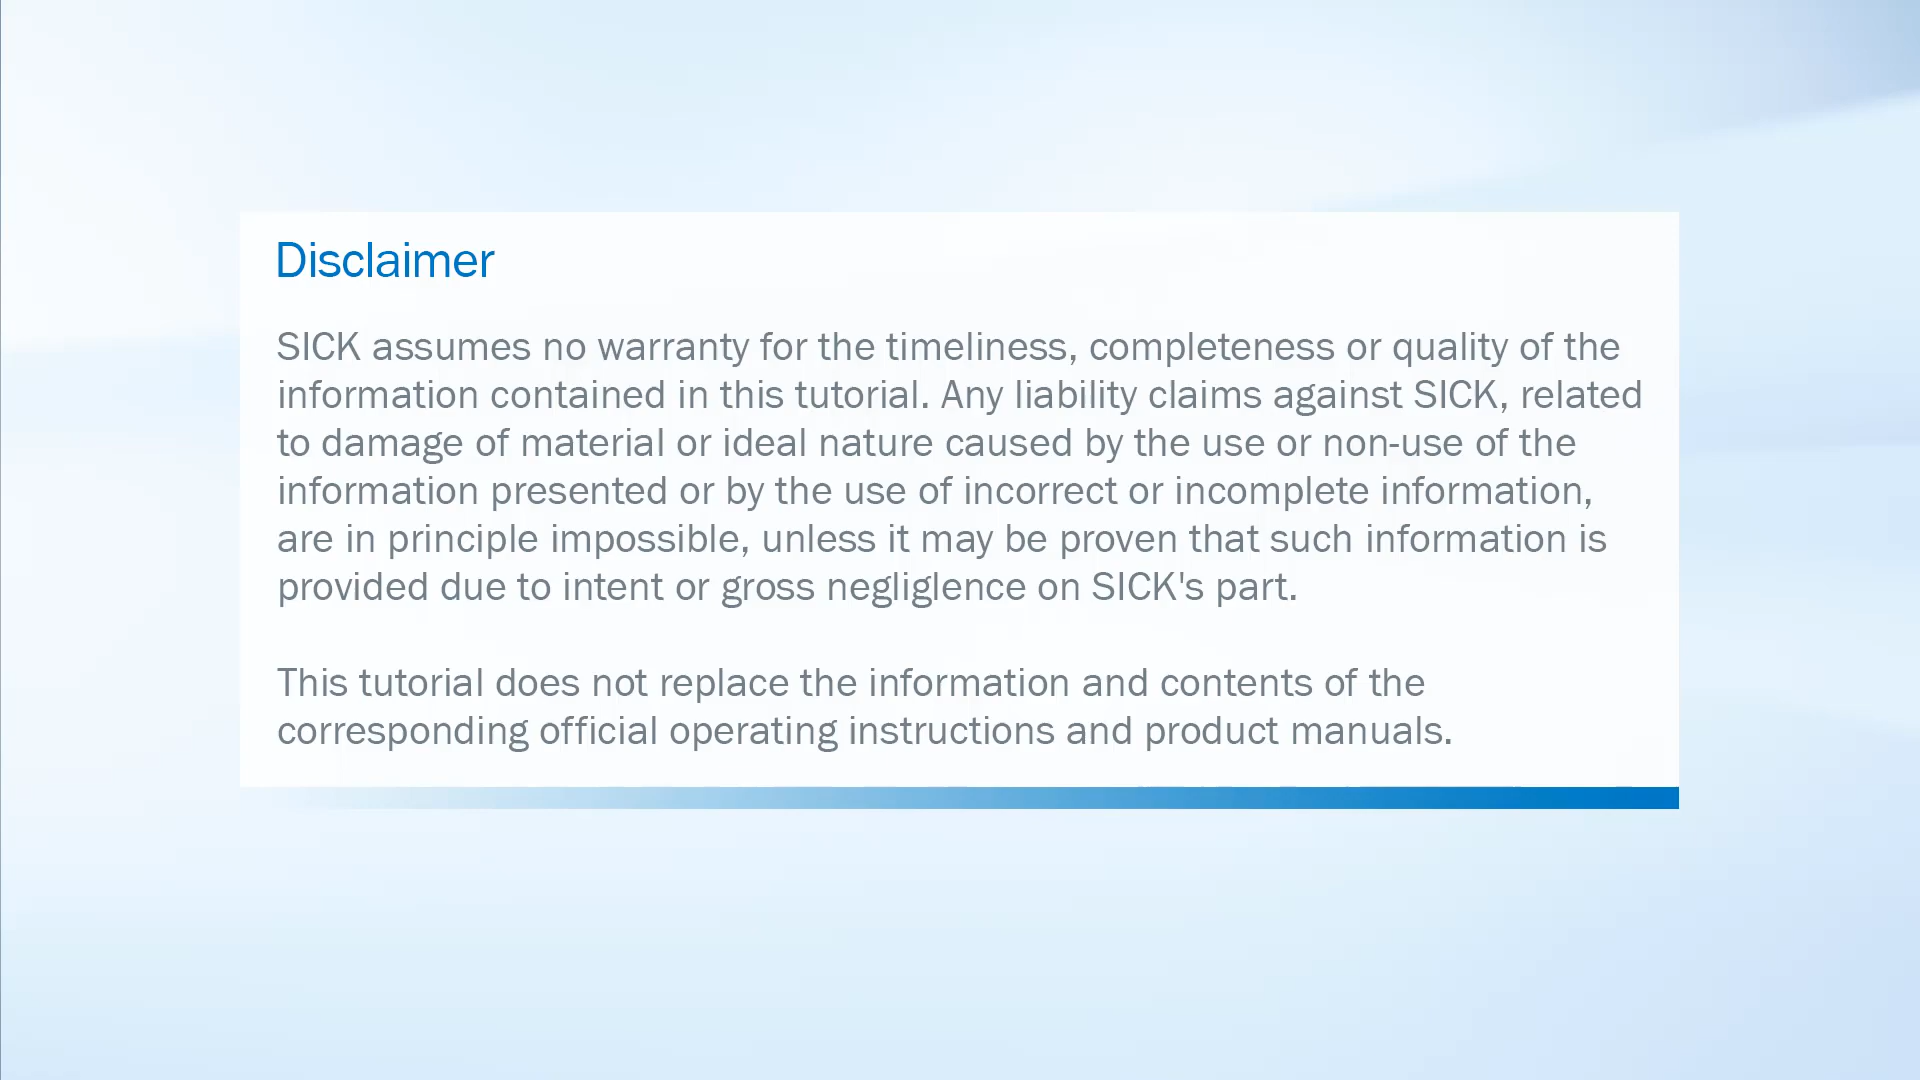 Disclaimer
SICK assumes no warranty for the timeliness, completeness or quality of the
information contained in this tutorial. Any liability claims against SICK, related
to damage of material or ideal nature caused by the use or non-use of the
information presented or by the use of incorrect or incomplete information,
are in principle impossible, unless it may be proven that such information is
provided due to intent or gross negliglence on SICK's part.
This tutorial does not replace the information and contents of the
corresponding official operating instructions and product manuals.